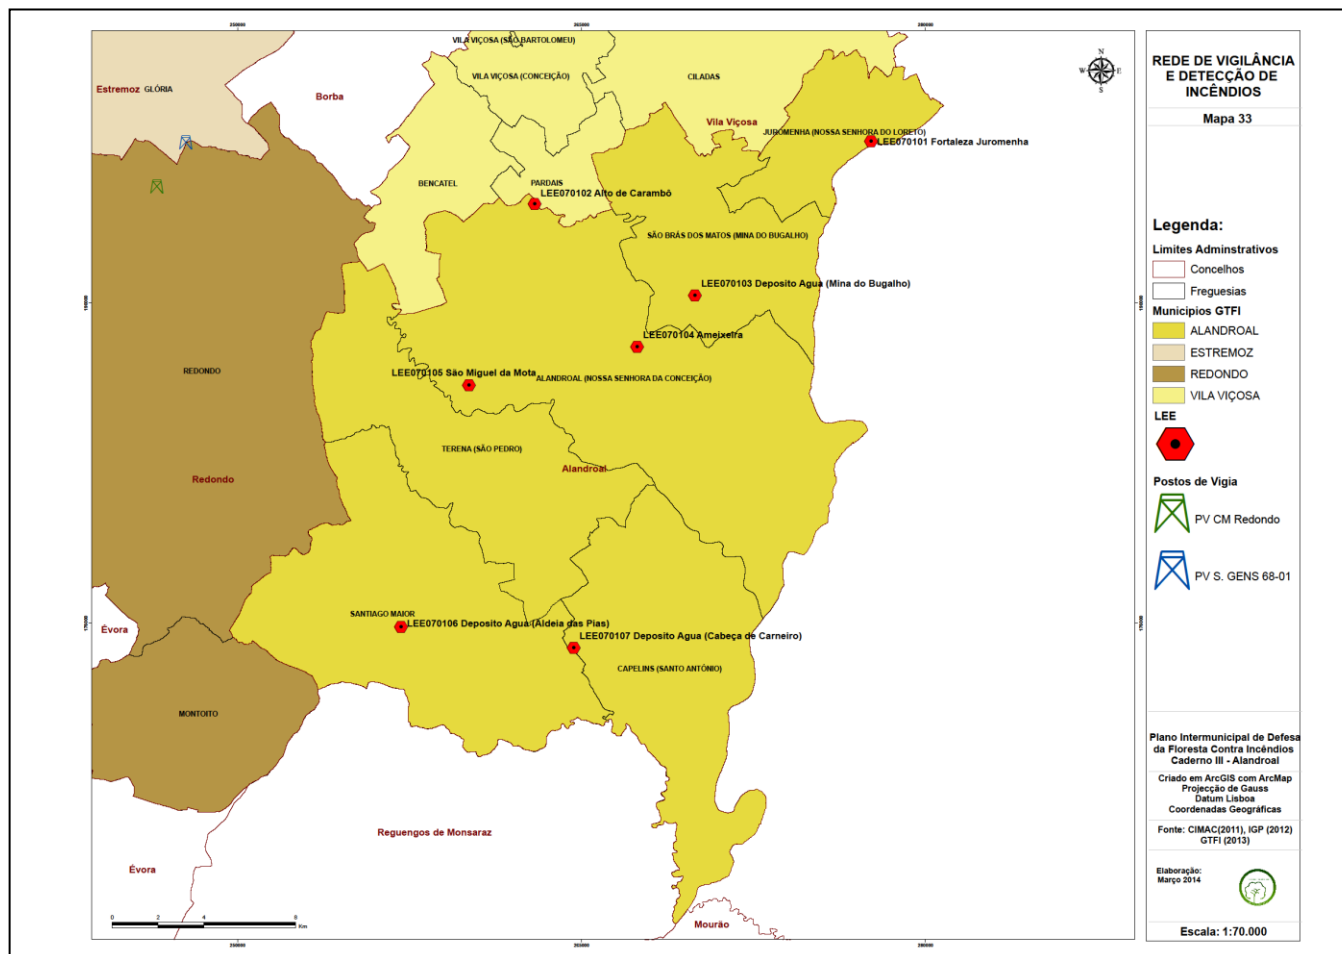 VILA VIÇOSA (SÃO BARTOLOMEU)
VILA VIÇOSA (CONCEIÇÃO)
CILADAS
Estremoz
GLÓRIA
Borba
Vila Viçosa
JUROMENHA (NOSSA SENHORA DO LORETO)
LEE070101 Fortaleza Juromenha
BENCATEL
PARDAIS
LEE070102 Alto de Carambô
SÃO BRÁS DOS MATOS (MINA DO BUGALHO)
LEE070103 Deposito Agua (Mina do Bugalho)
LEE070104 Ameixeira
REDONDO
LEE070105 São Miguel da Mota
ALANDROAL (NOSSA SENHORA DA CONCEIÇÃO)
TERENA (SÃO PEDRO)
Alandroal
Redondo
SANTIAGO MAIOR
LEE070106 Deposito Agua (Aldeia das Pias)
Évora
LEE070107 Deposito Agua (Cabeça de Carneiro)
CAPELINS (SANTO ANTÓNIO)
MONTOITO
Reguengos de Monsaraz
Évora
Mourão
0 2 4 8
Km
N
W E
S
REDE DE VIGILÂNCIA
E DETECÇÃO DE
INCÊNDIOS
Mapa 33
Legenda:
Limites Adminstrativos
Concelhos
Freguesias
Municipios GTFI
ALANDROAL
ESTREMOZ
REDONDO
VILA VIÇOSA
LEE
Postos de Vigia
PV CM Redondo
PV S. GENS 68-01
Plano Intermunicipal de Defesa
da Floresta Contra Incêndios
Caderno III - Alandroal
Criado em ArcGIS com ArcMap
Projecção de Gauss
Datum Lisboa
Coordenadas Geográficas
Fonte: CIMAC(2011), IGP (2012)
GTFI (2013)
Elaboração:
Março 2014
Escala: 1:70.000